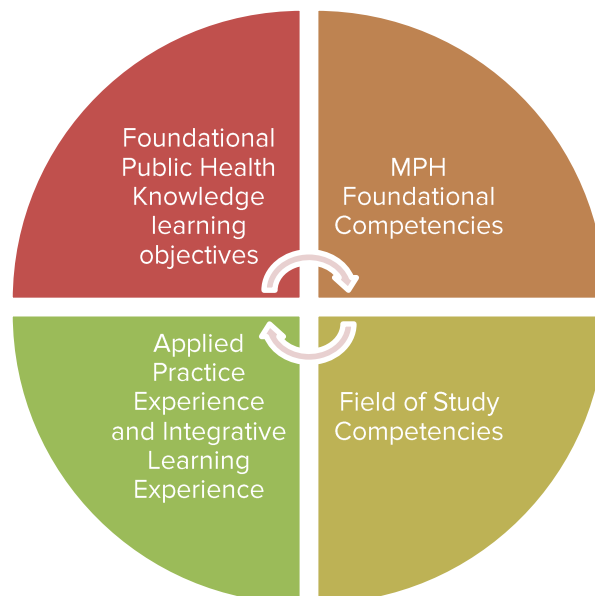 Foundational
Public Health
Knowledge
learning
objectives
MPH
Foundational
Competencies
Applied
Practice
Experience
and Integrative
Learning
Experience
Field of Study
Competencies